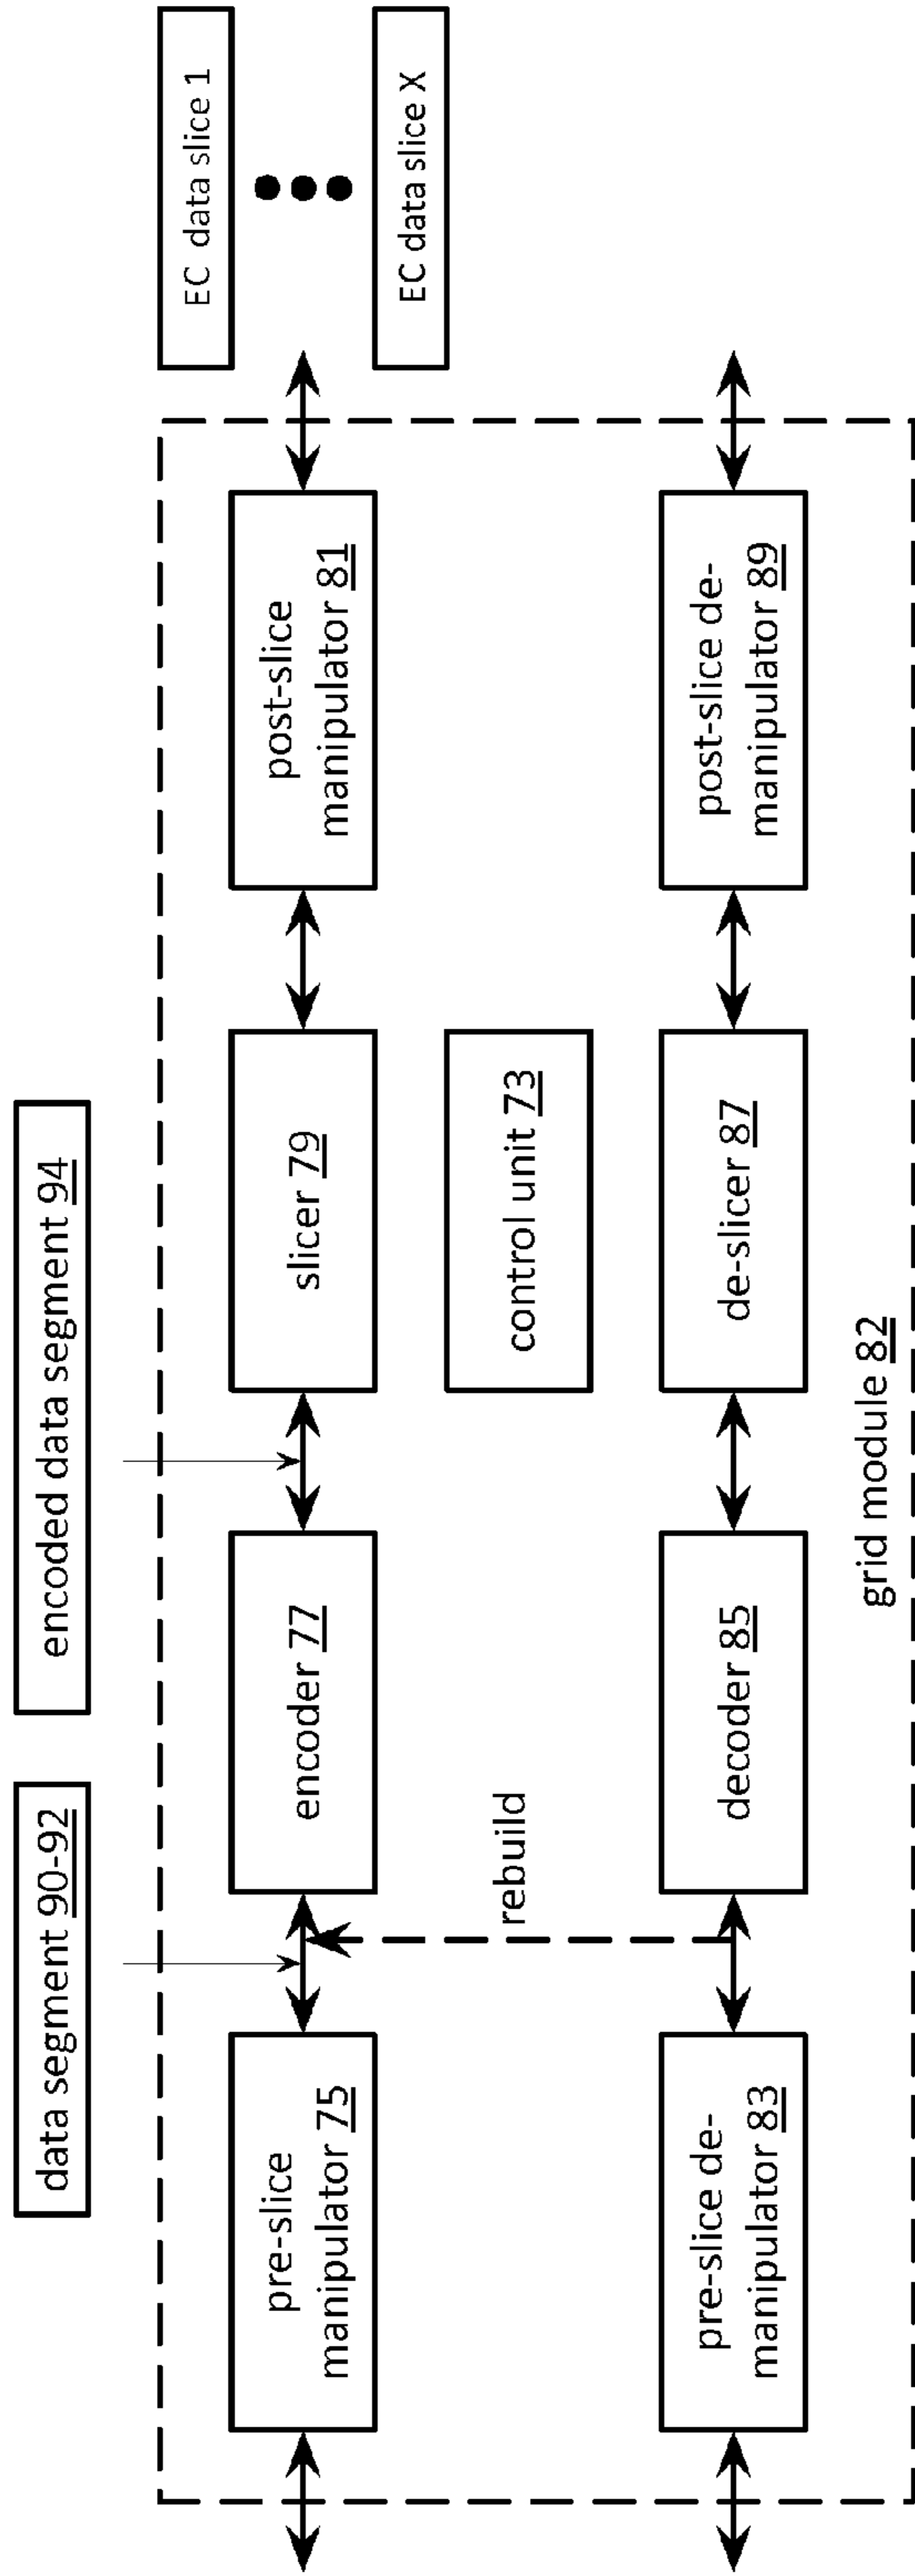 data segment 90-92
encoded data segment 94
pre-slice
manipulator 75
encoder 77
slicer 79
post-slice
manipulator 81
EC data slice 1
EC data slice X
rebuild
control unit 73
pre-slice de-
manipulator 83
decoder 85
de-slicer 87
post-slice de-
manipulator 89
grid module 82